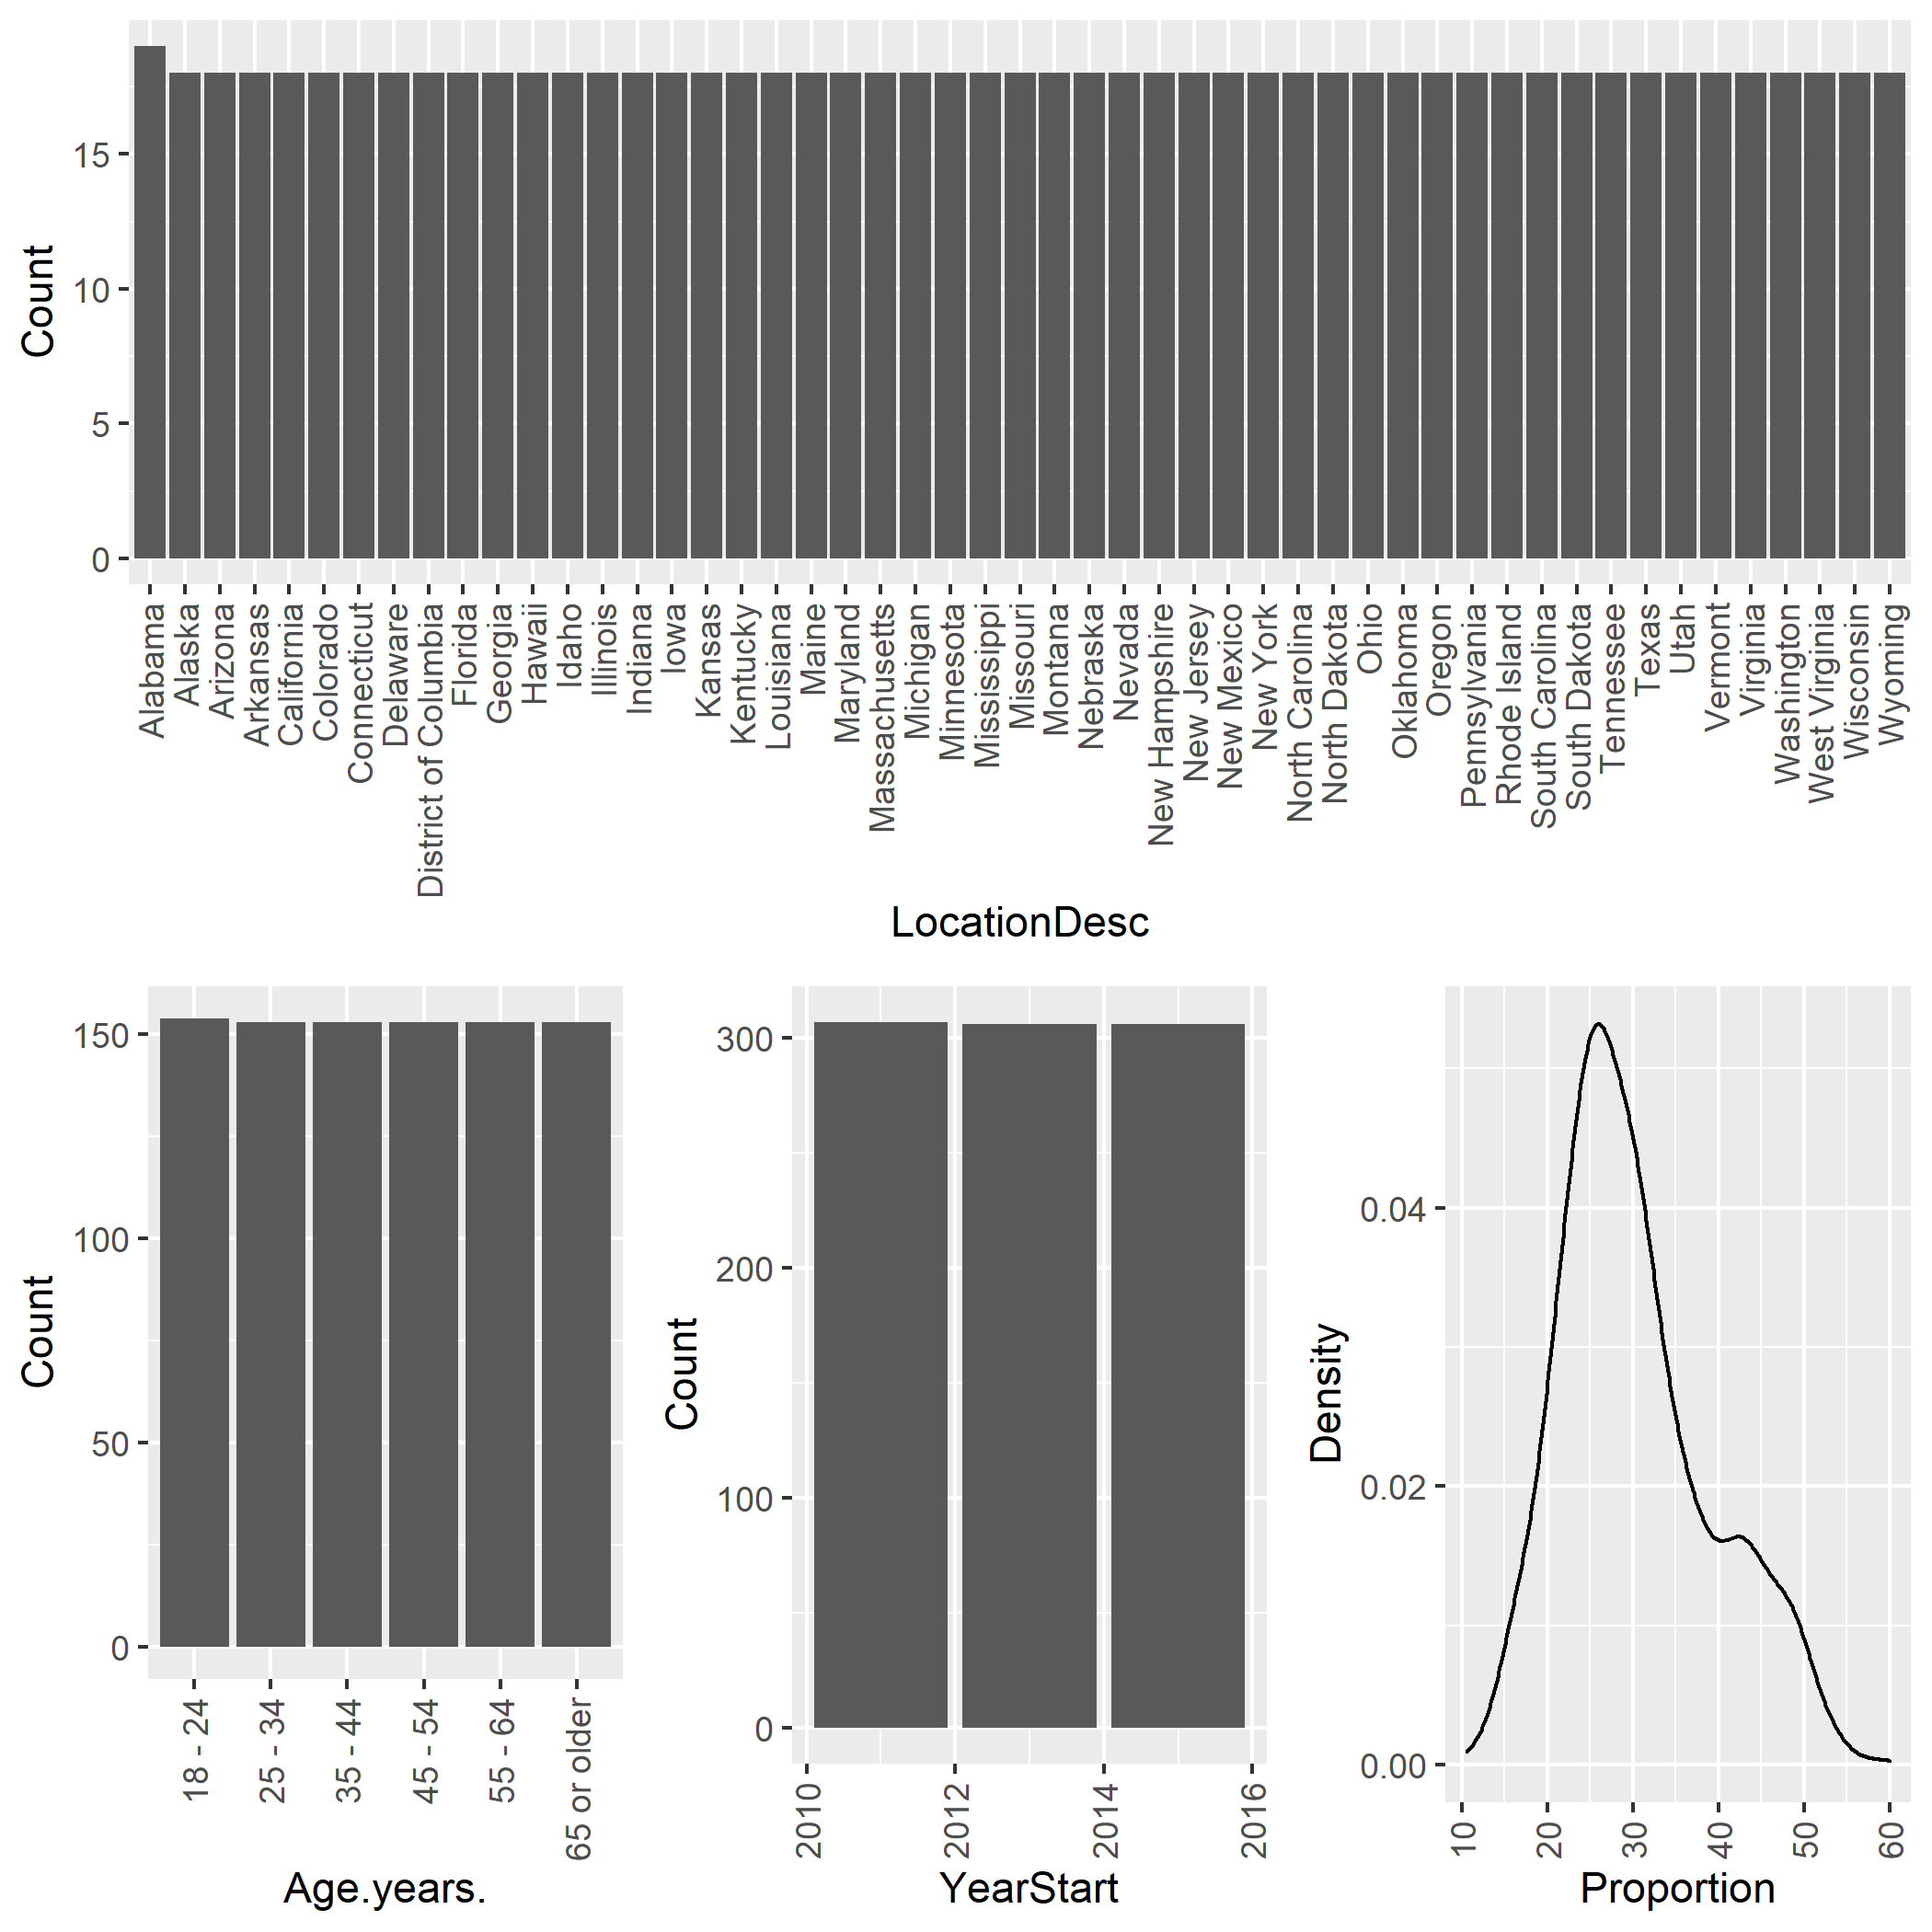 Count
15
10
5
0
Alabama
Alaska
Arizona
Arkansas
California
Colorado
Connecticut
Delaware
District of Columbia
Florida
Georgia
Hawaii
Idaho
Illinois
Indiana
Iowa
Kansas
Kentucky
Louisiana
Maine
Maryland
Massachusetts
Michigan
Minnesota
Mississippi
Missouri
Montana
Nebraska
Nevada
New Hampshire
New Jersey
New Mexico
New York
North Carolina
North Dakota
Ohio
Oklahoma
Oregon
Pennsylvania
Rhode Island
South Carolina
South Dakota
Tennessee
Texas
Utah
Vermont
Virginia
Washington
West Virginia
Wisconsin
Wyoming
LocationDesc
Count
150
100
50
0
18 - 24
25 - 34
35 - 44
45 - 54
55 - 64
65 or older
Age.years.
Count
300
200
100
0
2010
2012
2014
2016
YearStart
Density
0.04
0.02
0.00
10
20
30
40
50
60
Proportion